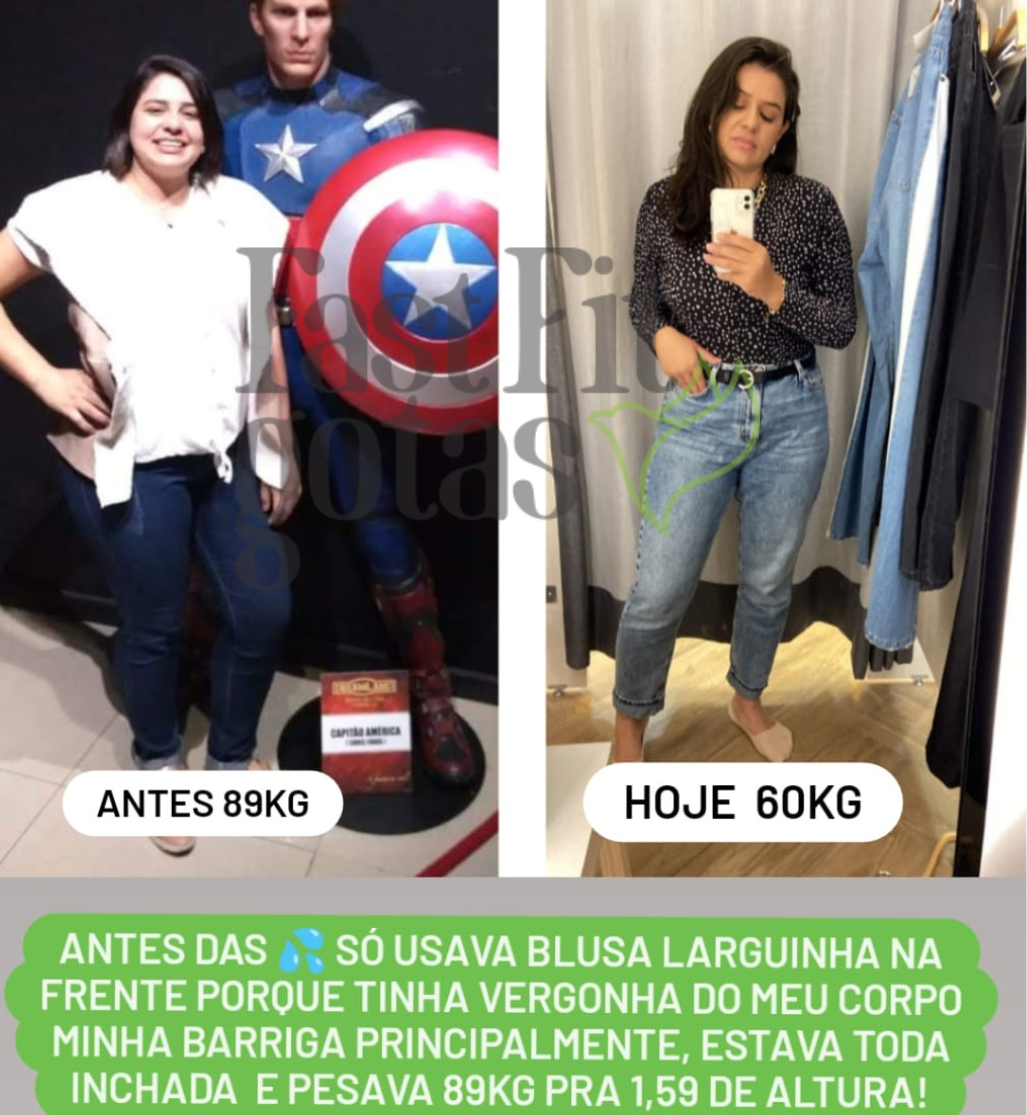 Fast Fit
gotas
CAPITÃO AMÉRICA
ANTES 89KG
HOJE 60KG
ANTES DAS 💦 SÓ USAVA BLUSA LARGUINHA NA
FRENTE PORQUE TINHA VERGONHA DO MEU CORPO
MINHA BARRIGA PRINCIPALMENTE, ESTAVA TODA
INCHADA E PESAVA 89KG PRA 1,59 DE ALTURA!